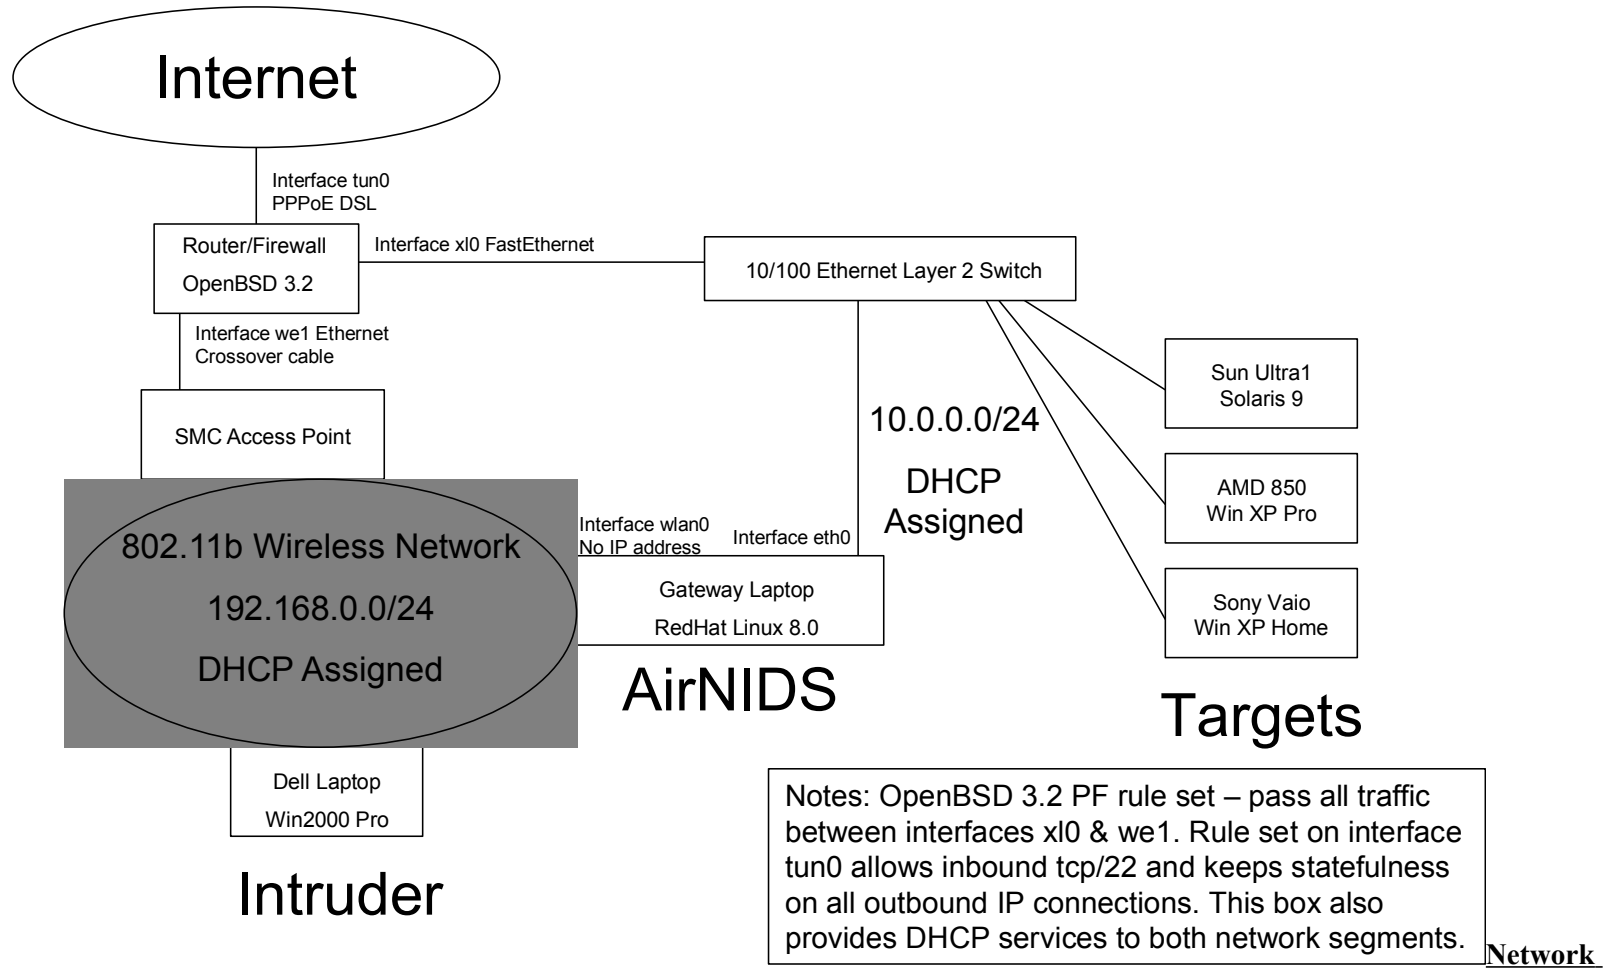 Internet
Interface tun0
PPPoE DSL
Router/Firewall
OpenBSD 3.2
Interface xl0 FastEthernet
10/100 Ethernet Layer 2 Switch
Interface we1 Ethernet
Crossover cable
SMC Access Point
Sun Ultra1
Solaris 9
10.0.0.0/24
DHCP
Assigned
AMD 850
Win XP Pro
802.11b Wireless Network
192.168.0.0/24
DHCP Assigned
Interface wlan0
No IP address
Interface eth0
Gateway Laptop
RedHat Linux 8.0
Sony Vaio
Win XP Home
AirNIDS
Targets
Dell Laptop
Win2000 Pro
Intruder
Notes: OpenBSD 3.2 PF rule set – pass all traffic
between interfaces xl0 & we1. Rule set on interface
tun0 allows inbound tcp/22 and keeps statefulness
on all outbound IP connections. This box also
provides DHCP services to both network segments.
Network